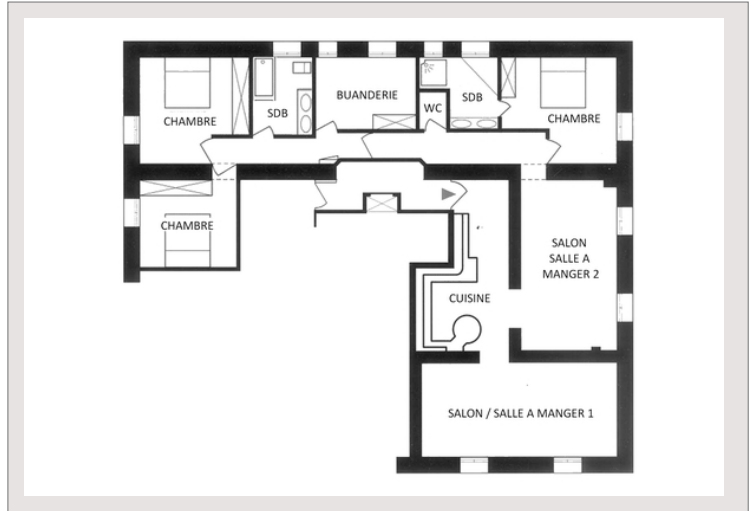 CHAMBRE
SDB
BUANDERIE
WC
SDB
CHAMBRE
CHAMBRE
SALON
SALLE A
MANGER 2
CUISINE
SALON / SALLE A MANGER 1